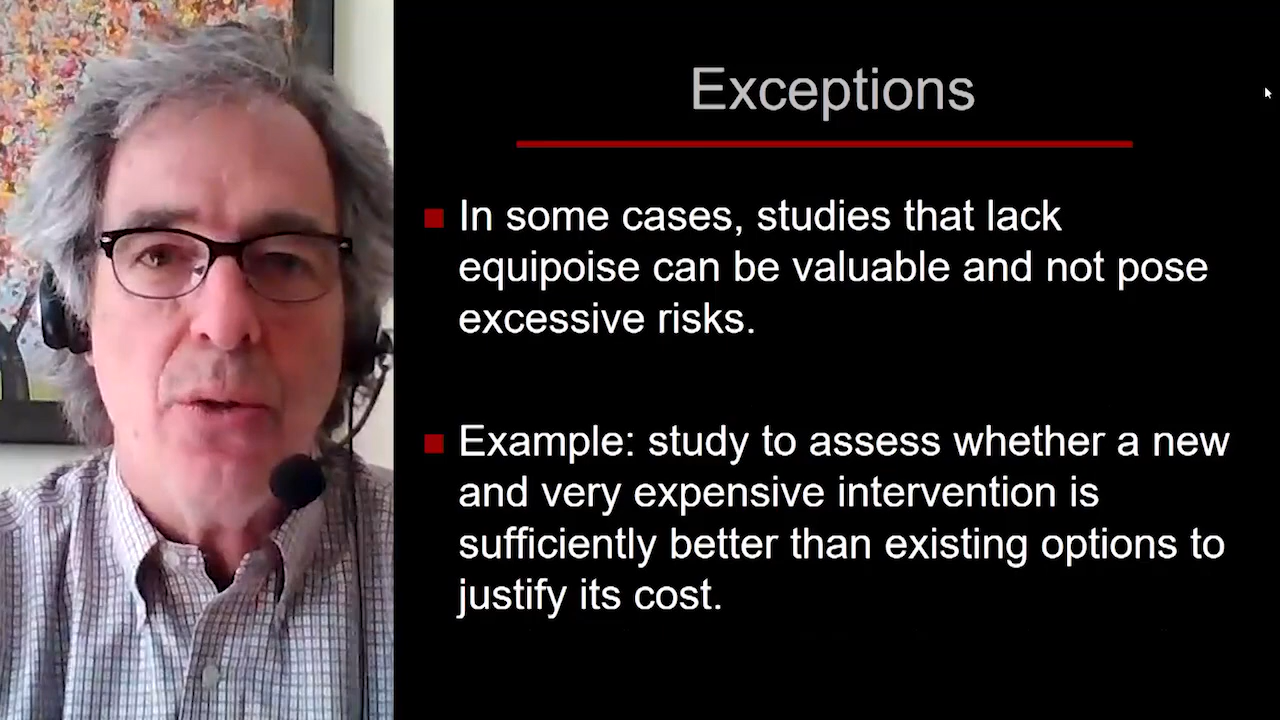 Exceptions
In some cases, studies that lack
equipoise can be valuable and not pose
excessive risks.
Example: study to assess whether a new
and very expensive intervention is
sufficiently better than existing options to
justify its cost.